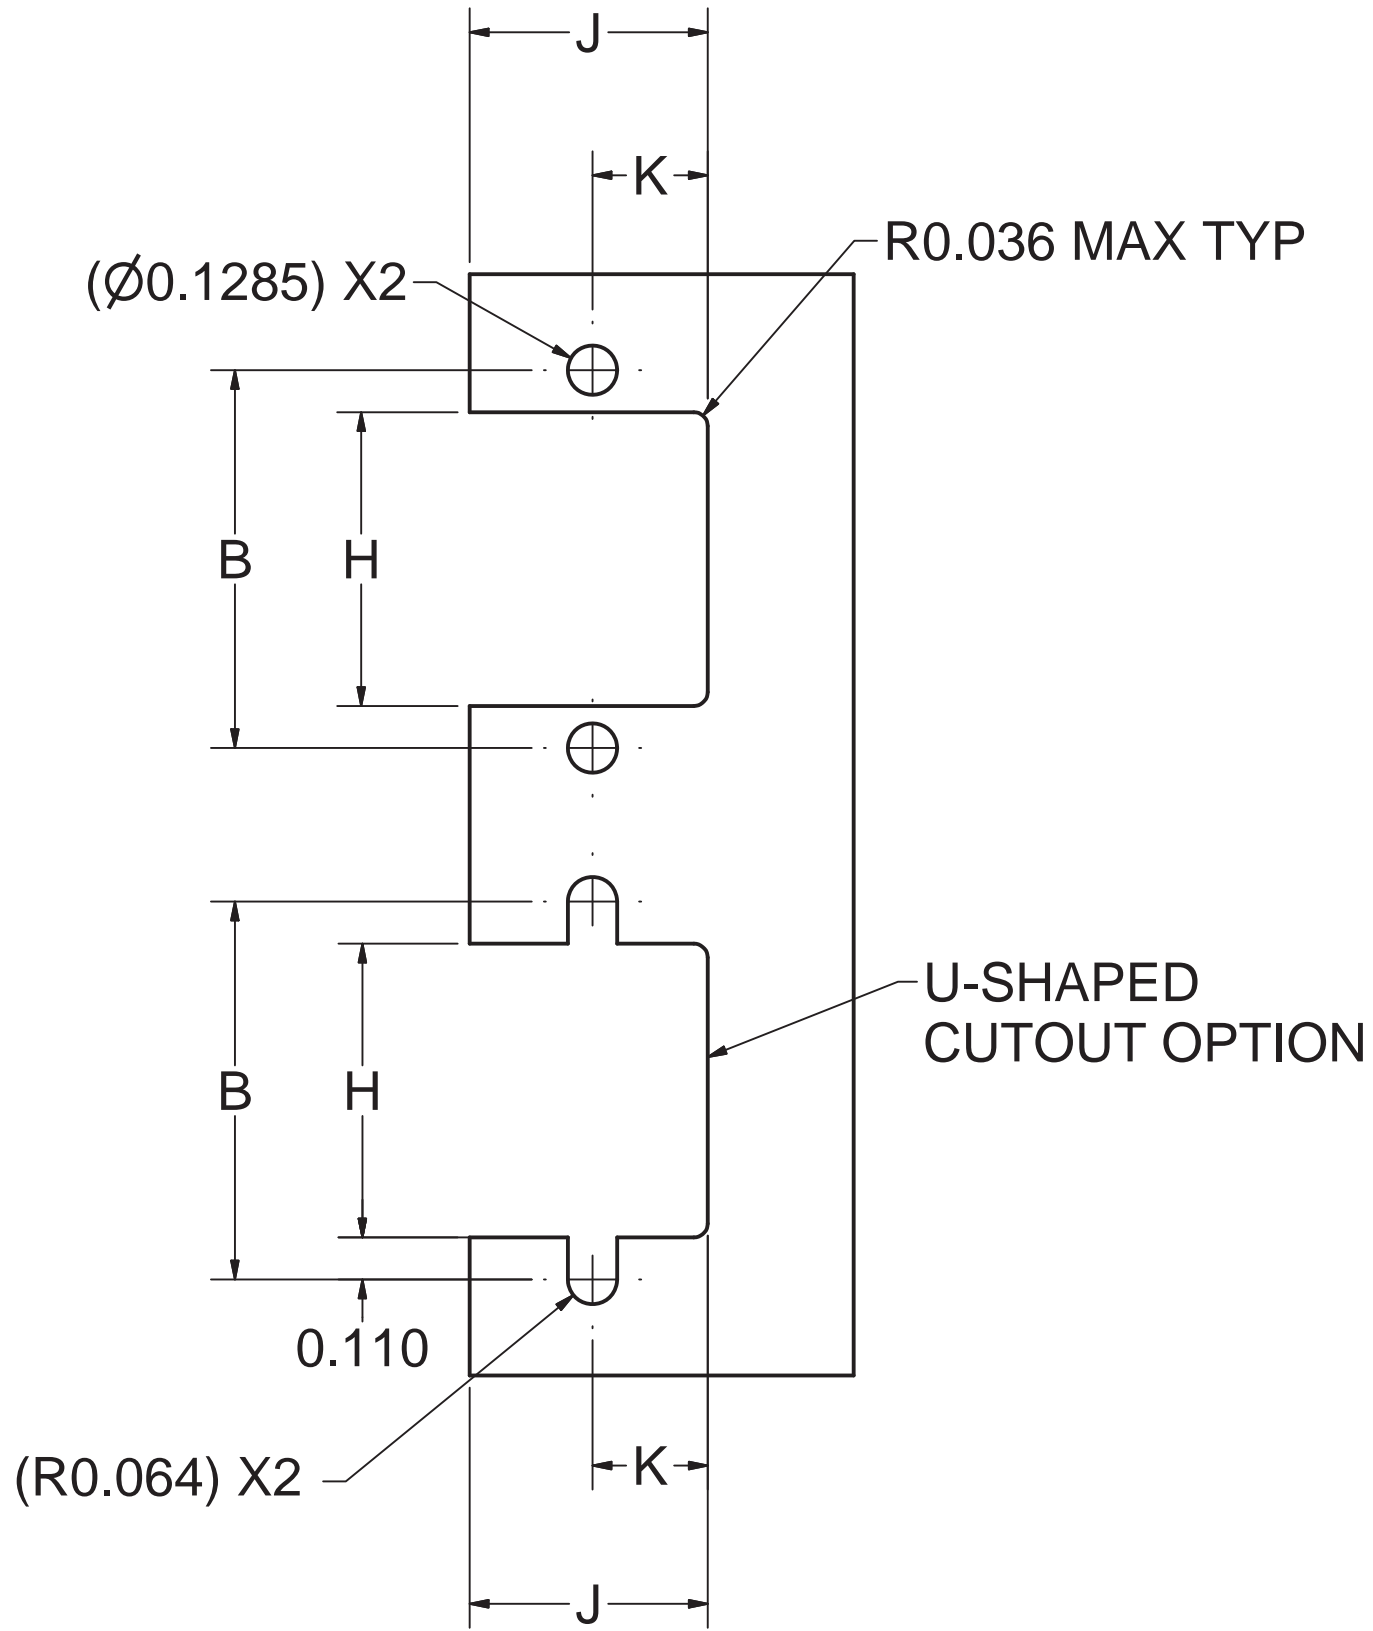 J
K
R0.036 MAX TYP
(Ø0.1285) X2
B
H
U-SHAPED
CUTOUT OPTION
B
H
0.110
(R0.064) X2
K
J